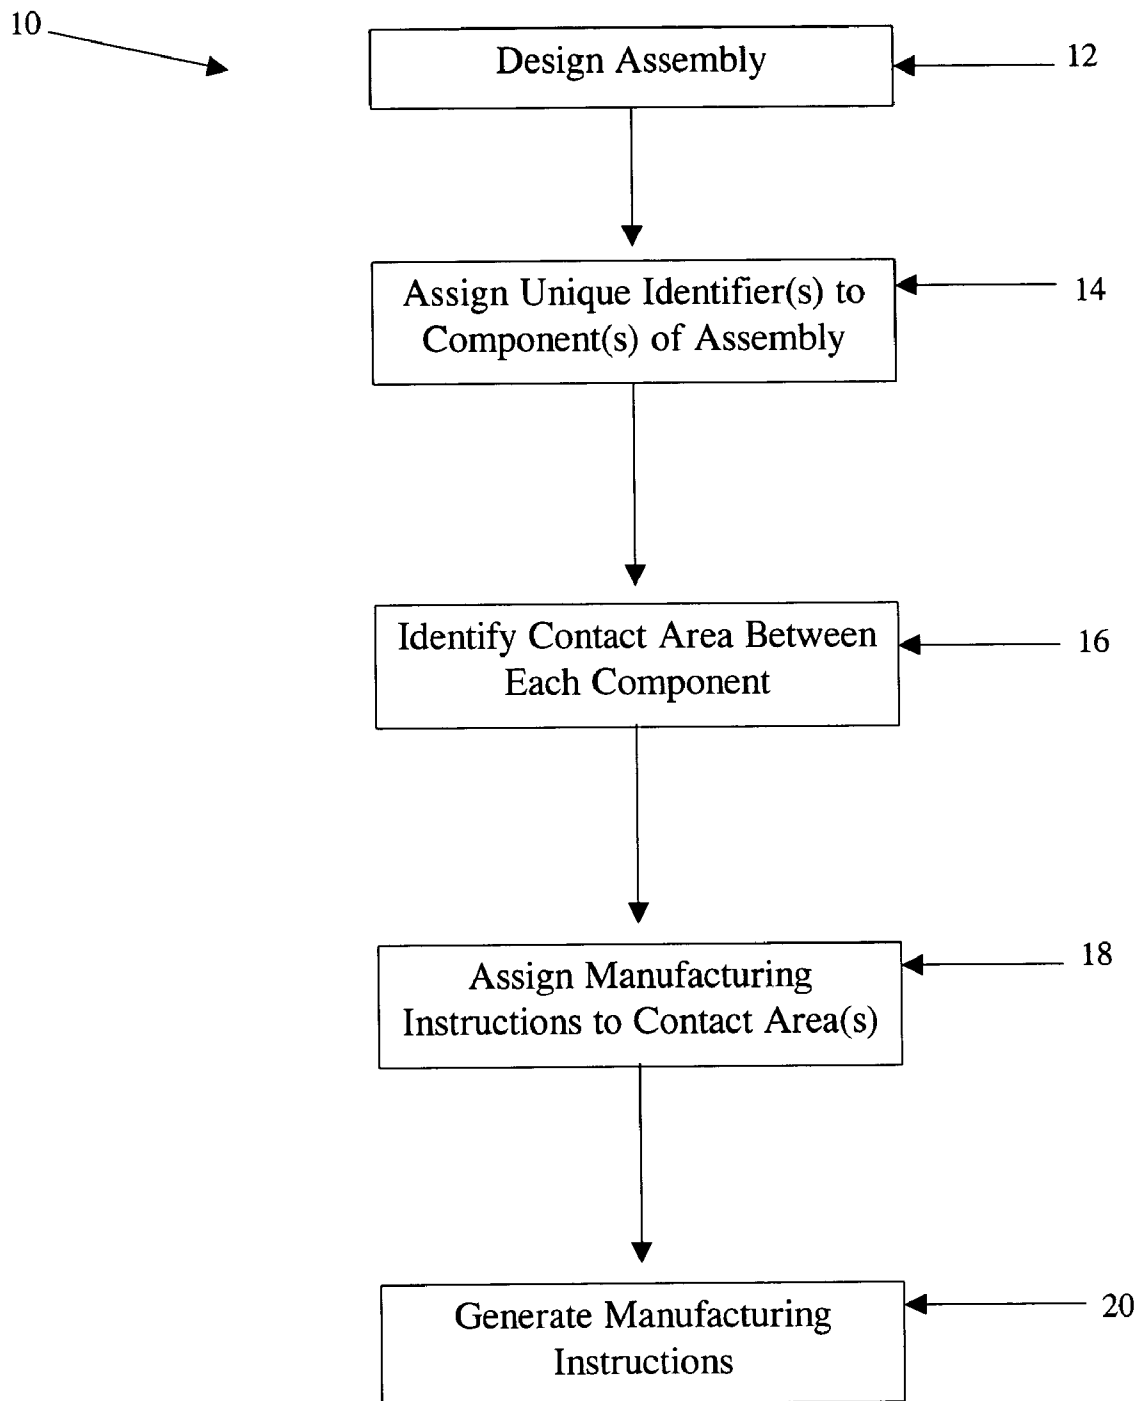 10
Design Assembly
12
Assign Unique Identifier(s) to
Component(s) of Assembly
14
Identify Contact Area Between
Each Component
16
Assign Manufacturing
Instructions to Contact Area(s)
18
Generate Manufacturing
Instructions
20